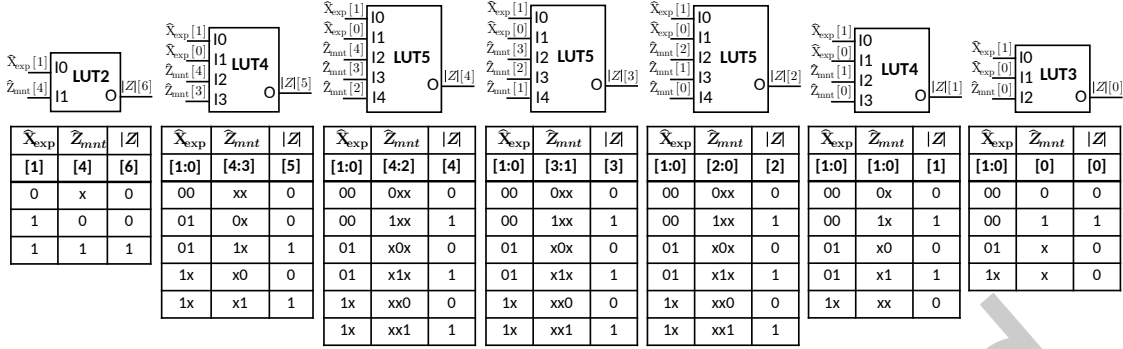 X̂exp[1] I0
Ẑmnt[4] I1
LUT2
O |Z|[6]
X̂exp[1] I0
X̂exp[0] I1
Ẑmnt[4] I2
Ẑmnt[3] I3
LUT4
O |Z|[5]
X̂exp[1] I0
X̂exp[0] I1
Ẑmnt[4] I2
Ẑmnt[3] I3
Ẑmnt[2] I4
LUT5
O |Z|[4]
X̂exp[1] I0
X̂exp[0] I1
Ẑmnt[3] I2
Ẑmnt[2] I3
Ẑmnt[1] I4
LUT5
O |Z|[3]
X̂exp[1] I0
X̂exp[0] I1
Ẑmnt[2] I2
Ẑmnt[1] I3
Ẑmnt[0] I4
LUT5
O |Z|[2]
X̂exp[1] I0
X̂exp[0] I1
Ẑmnt[1] I2
Ẑmnt[0] I3
LUT4
O |Z|[1]
X̂exp[1] I0
X̂exp[0] I1
Ẑmnt[0] I2
LUT3
O |Z|[0]
X̂exp Ẑmnt |Z|
[1] [4] [6]
0 x 0
1 0 0
1 1 1
X̂exp Ẑmnt |Z|
[1:0] [4:3] [5]
00 xx 0
01 0x 0
01 1x 1
1x x0 0
1x x1 1
X̂exp Ẑmnt |Z|
[1:0] [4:2] [4]
00 0xx 0
00 1xx 1
01 x0x 0
01 x1x 1
1x xx0 0
1x xx1 1
X̂exp Ẑmnt |Z|
[1:0] [3:1] [3]
00 0xx 0
00 1xx 1
01 x0x 0
01 x1x 1
1x xx0 0
1x xx1 1
X̂exp Ẑmnt |Z|
[1:0] [2:0] [2]
00 0xx 0
00 1xx 1
01 x0x 0
01 x1x 1
1x xx0 0
1x xx1 1
X̂exp Ẑmnt |Z|
[1:0] [1:0] [1]
00 0x 0
00 1x 1
01 x0 0
01 x1 1
1x xx 0
X̂exp Ẑmnt |Z|
[1:0] [0] [0]
00 0 0
00 1 1
01 x 0
1x x 0